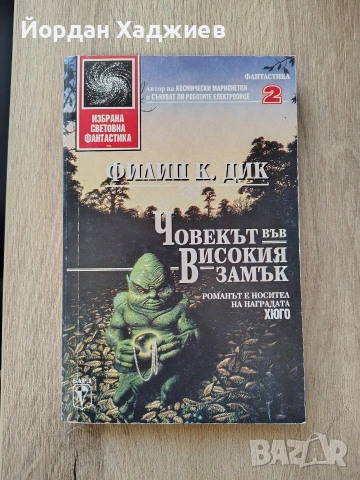 Йордан Хаджиев
ФАНТАСТИКА
Автор на КОСМИЧЕСКИ МАРИОНЕТКИ
и СЪНУВАТ ЛИ РОБОТИТЕ ЕЛЕКТРООВЦЕ
2
ИЗБРАНА
СВЕТОВНА
ФАНТАСТИКА
ФИЛИП К. ДИК
ЧОВЕКЪТ ВЪВ
ВИСОКИЯ
ЗАМЪК
РОМАНЪТ Е НОСИТЕЛ
НА НАГРАДАТА
ХЮГО
БАРД
BAZAR